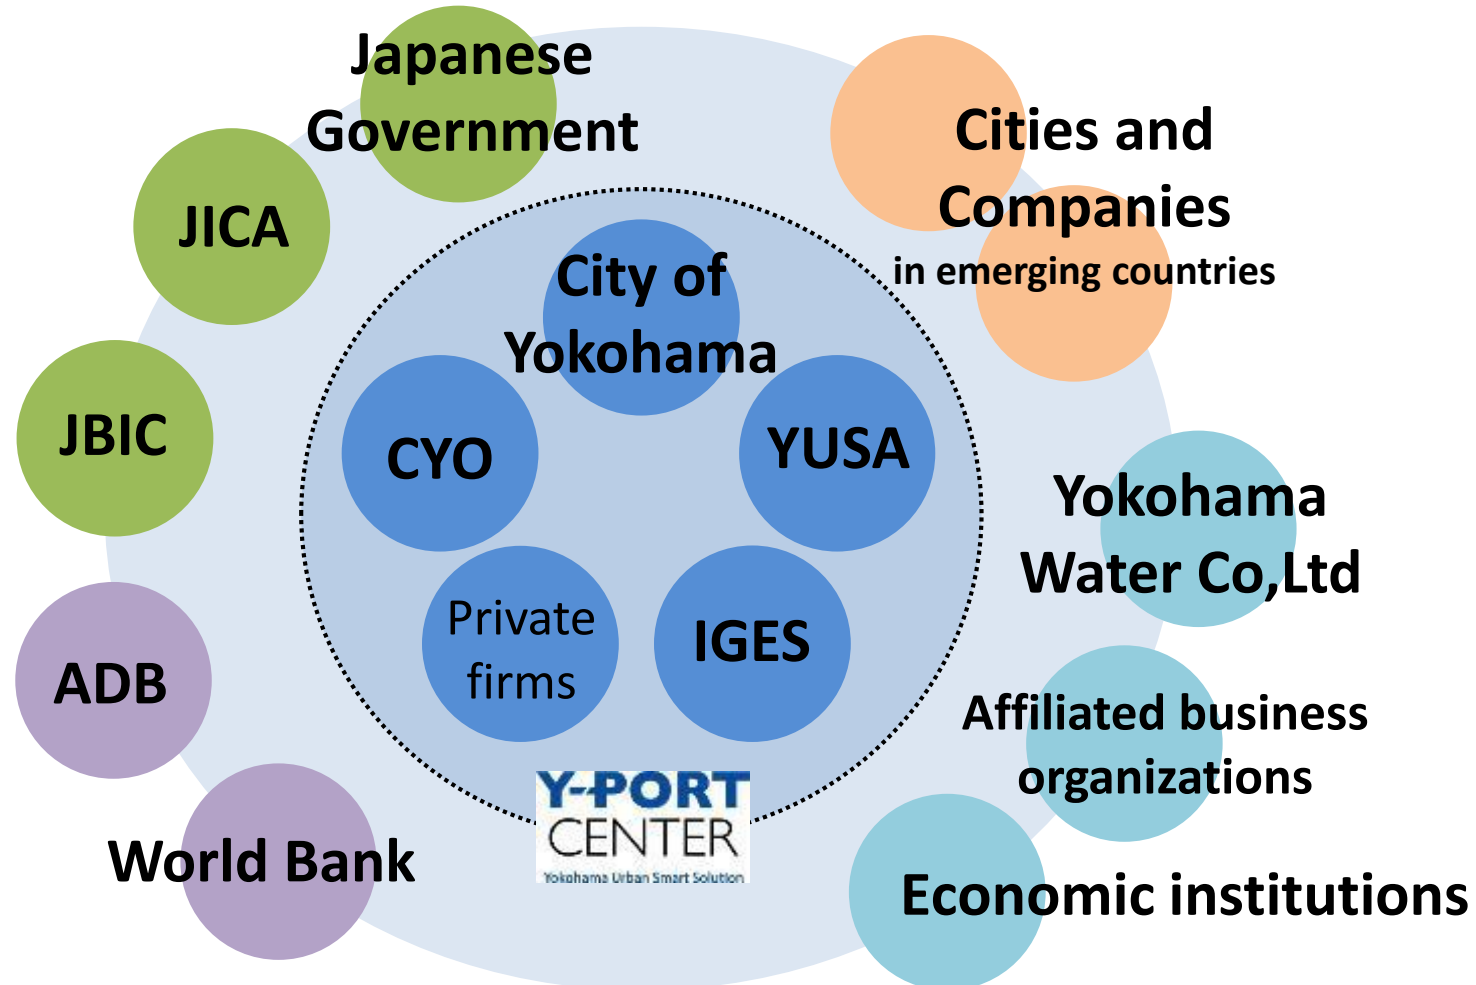 Japanese
Government
JICA
JBIC
ADB
World Bank
City of
Yokohama
CYO
YUSA
Private
firms
IGES
Y-PORT
CENTER
Yokohama Urban Smart Solution
Cities and
Companies
in emerging countries
Yokohama
Water Co,Ltd
Affiliated business
organizations
Economic institutions